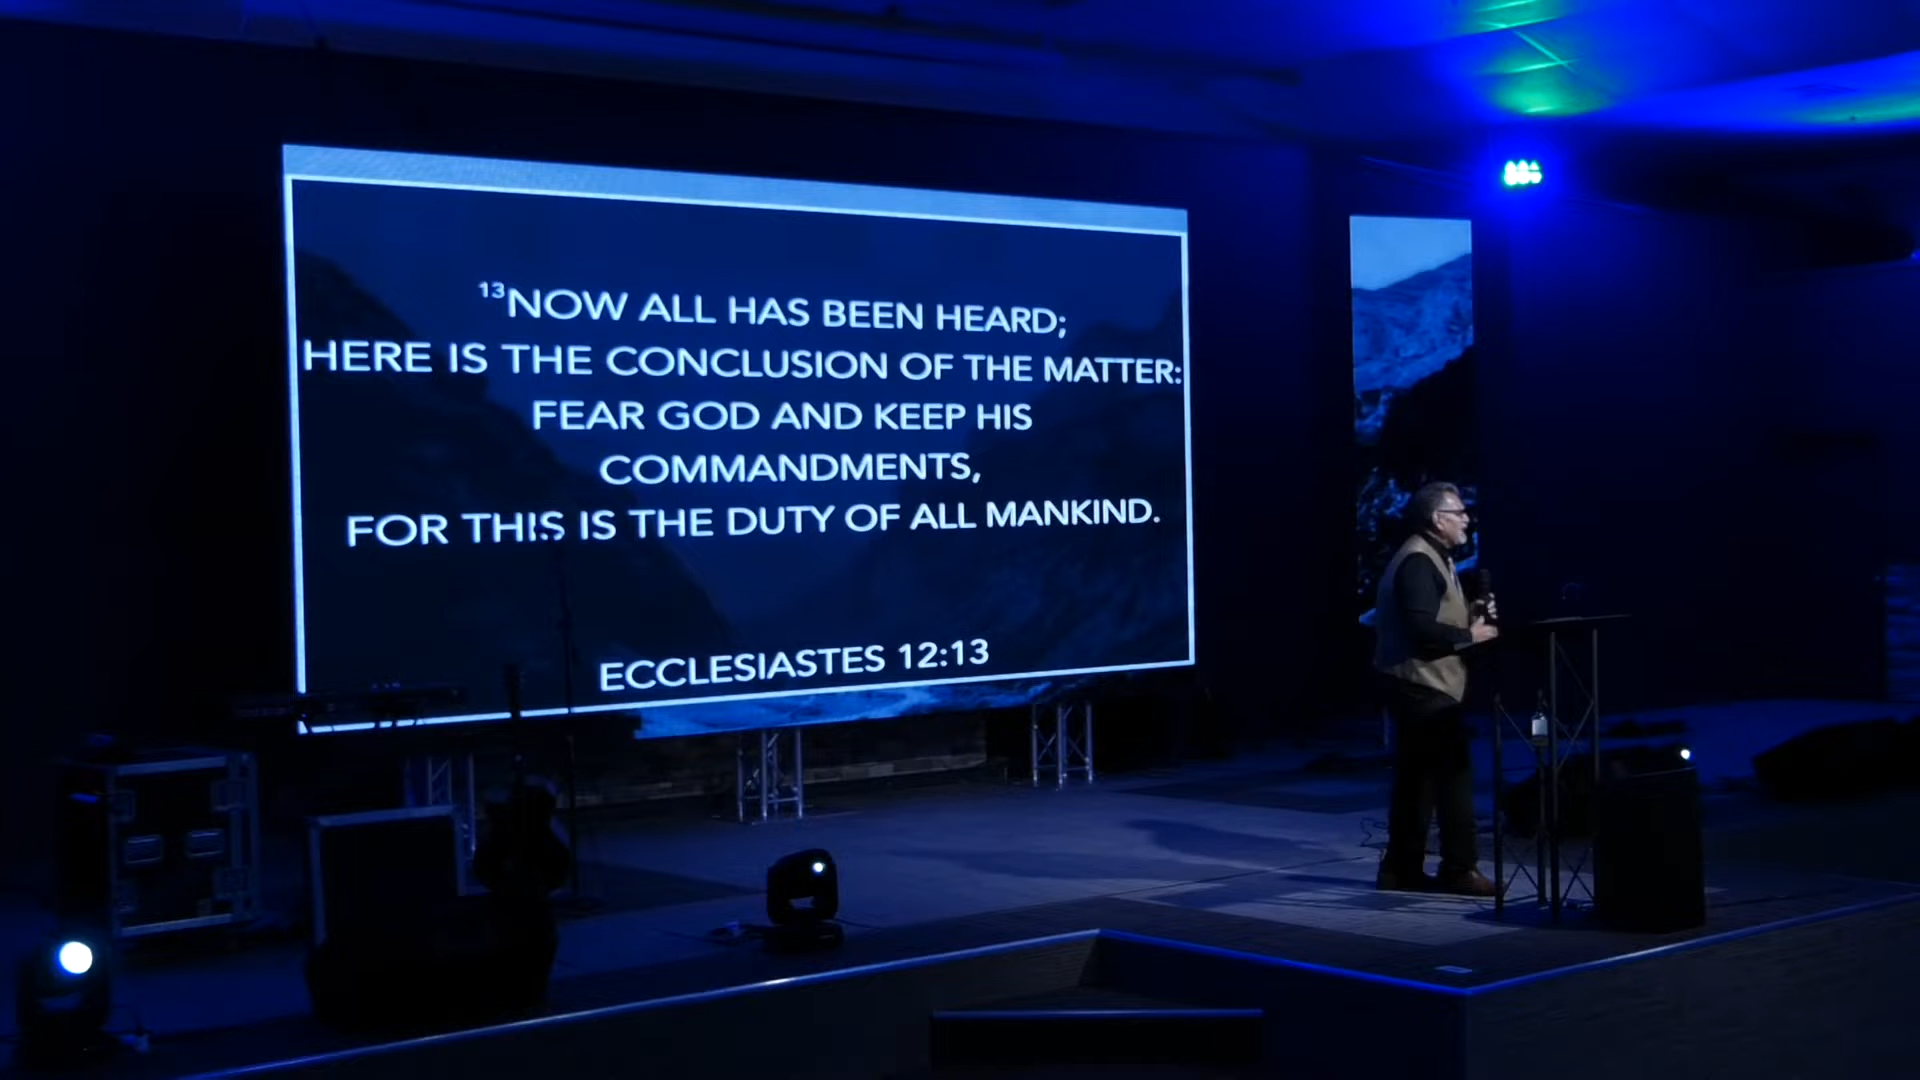 ¹³NOW ALL HAS BEEN HEARD;
HERE IS THE CONCLUSION OF THE MATTER:
FEAR GOD AND KEEP HIS
COMMANDMENTS,
FOR THIS IS THE DUTY OF ALL MANKIND.
ECCLESIASTES 12:13